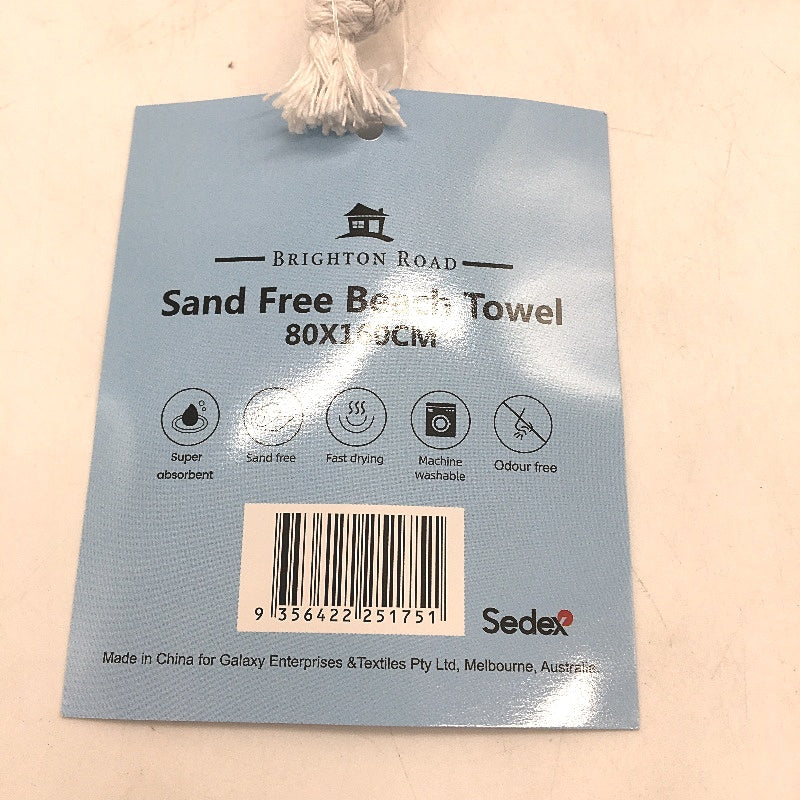 BRIGHTON ROAD
Sand Free Beach Towel
80X160CM
Super
absorbent
Sand free
Fast drying
Machine
Washable
Odour free
9 356422 251751
Sedex
Made in China for Galaxy Enterprises &Textiles Pty Ltd, Melbourne, Australia.